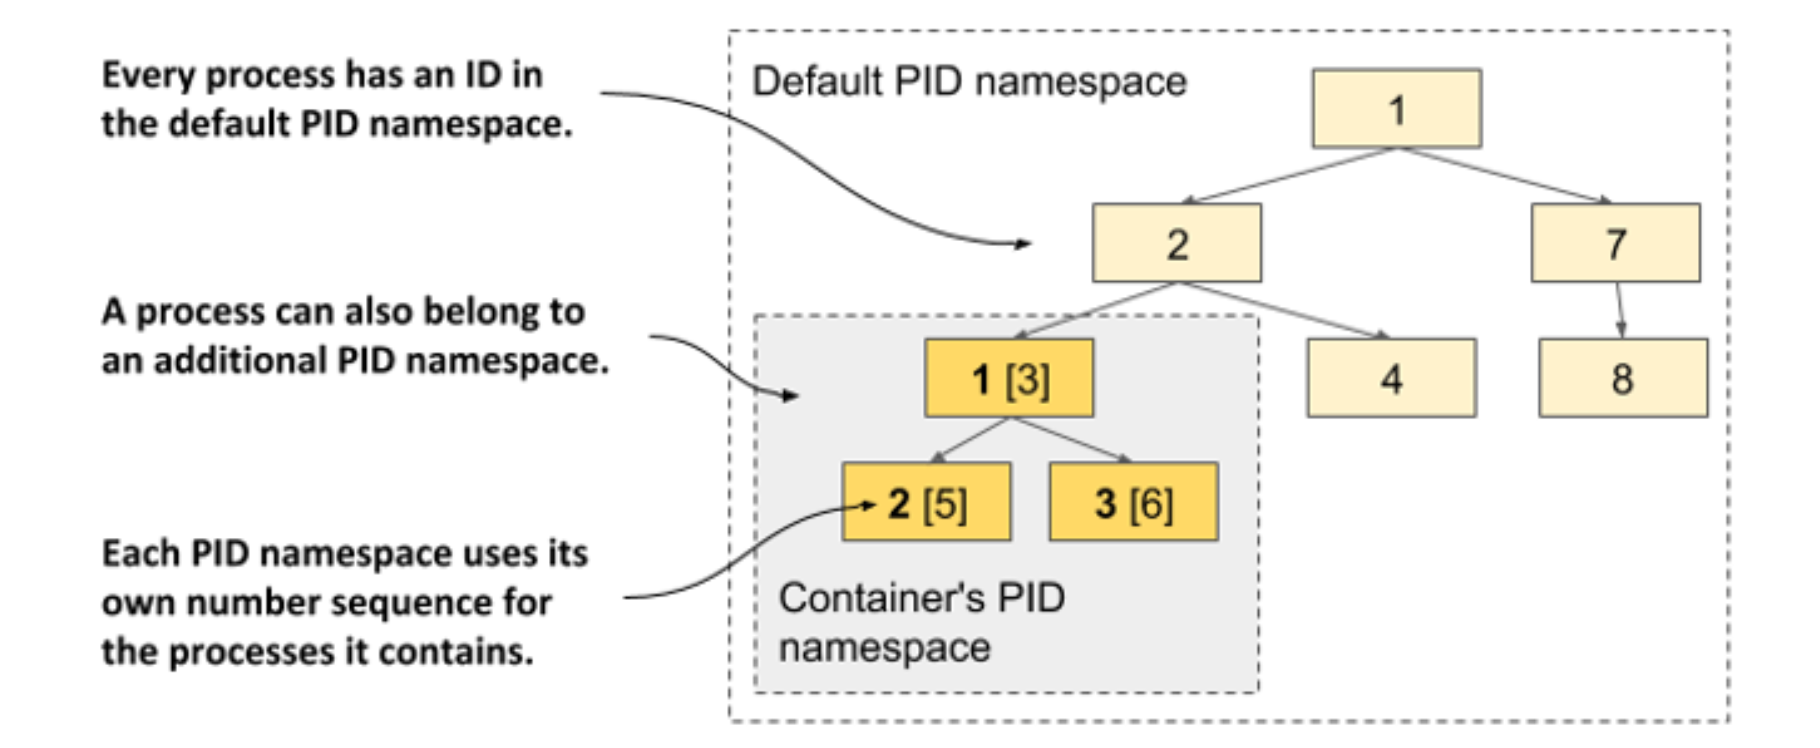 Every process has an ID in
the default PID namespace.
A process can also belong to
an additional PID namespace.
Each PID namespace uses its
own number sequence for
the processes it contains.
Default PID namespace
1
2
7
1 [3]
4
8
2 [5]
3 [6]
Container's PID
namespace